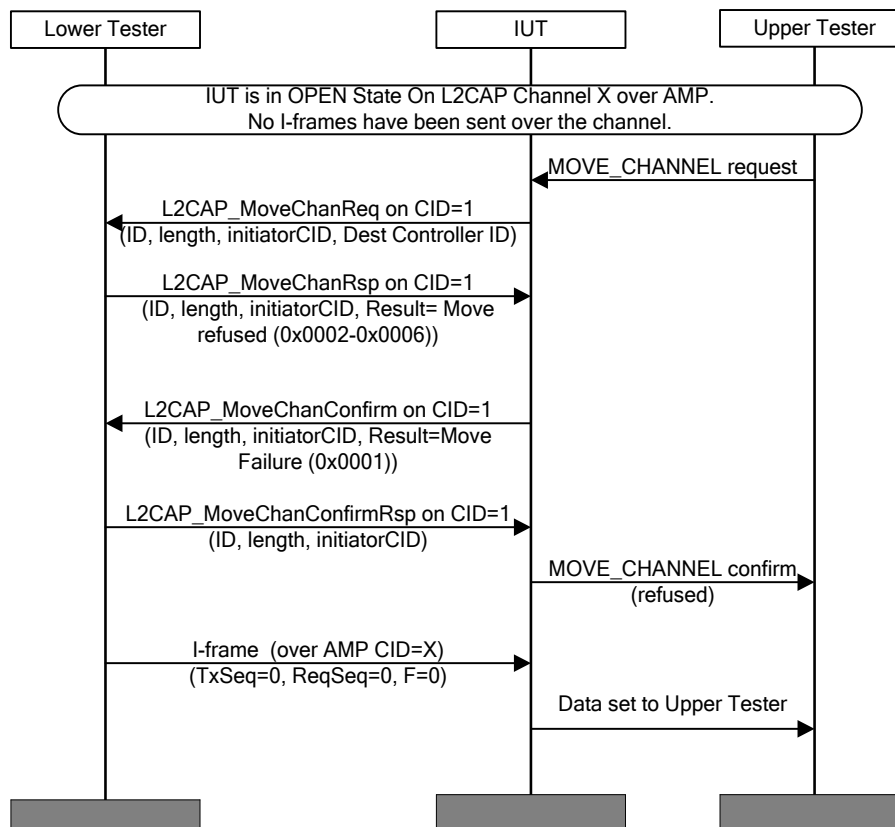 Lower Tester
IUT
Upper Tester
IUT is in OPEN State On L2CAP Channel X over AMP.
No I-frames have been sent over the channel.
MOVE_CHANNEL request
L2CAP_MoveChanReq on CID=1
(ID, length, initiatorCID, Dest Controller ID)
L2CAP_MoveChanRsp on CID=1
(ID, length, initiatorCID, Result= Move
refused (0x0002-0x0006))
L2CAP_MoveChanConfirm on CID=1
(ID, length, initiatorCID, Result=Move
Failure (0x0001))
L2CAP_MoveChanConfirmRsp on CID=1
(ID, length, initiatorCID)
MOVE_CHANNEL confirm
(refused)
I-frame (over AMP CID=X)
(TxSeq=0, ReqSeq=0, F=0)
Data set to Upper Tester